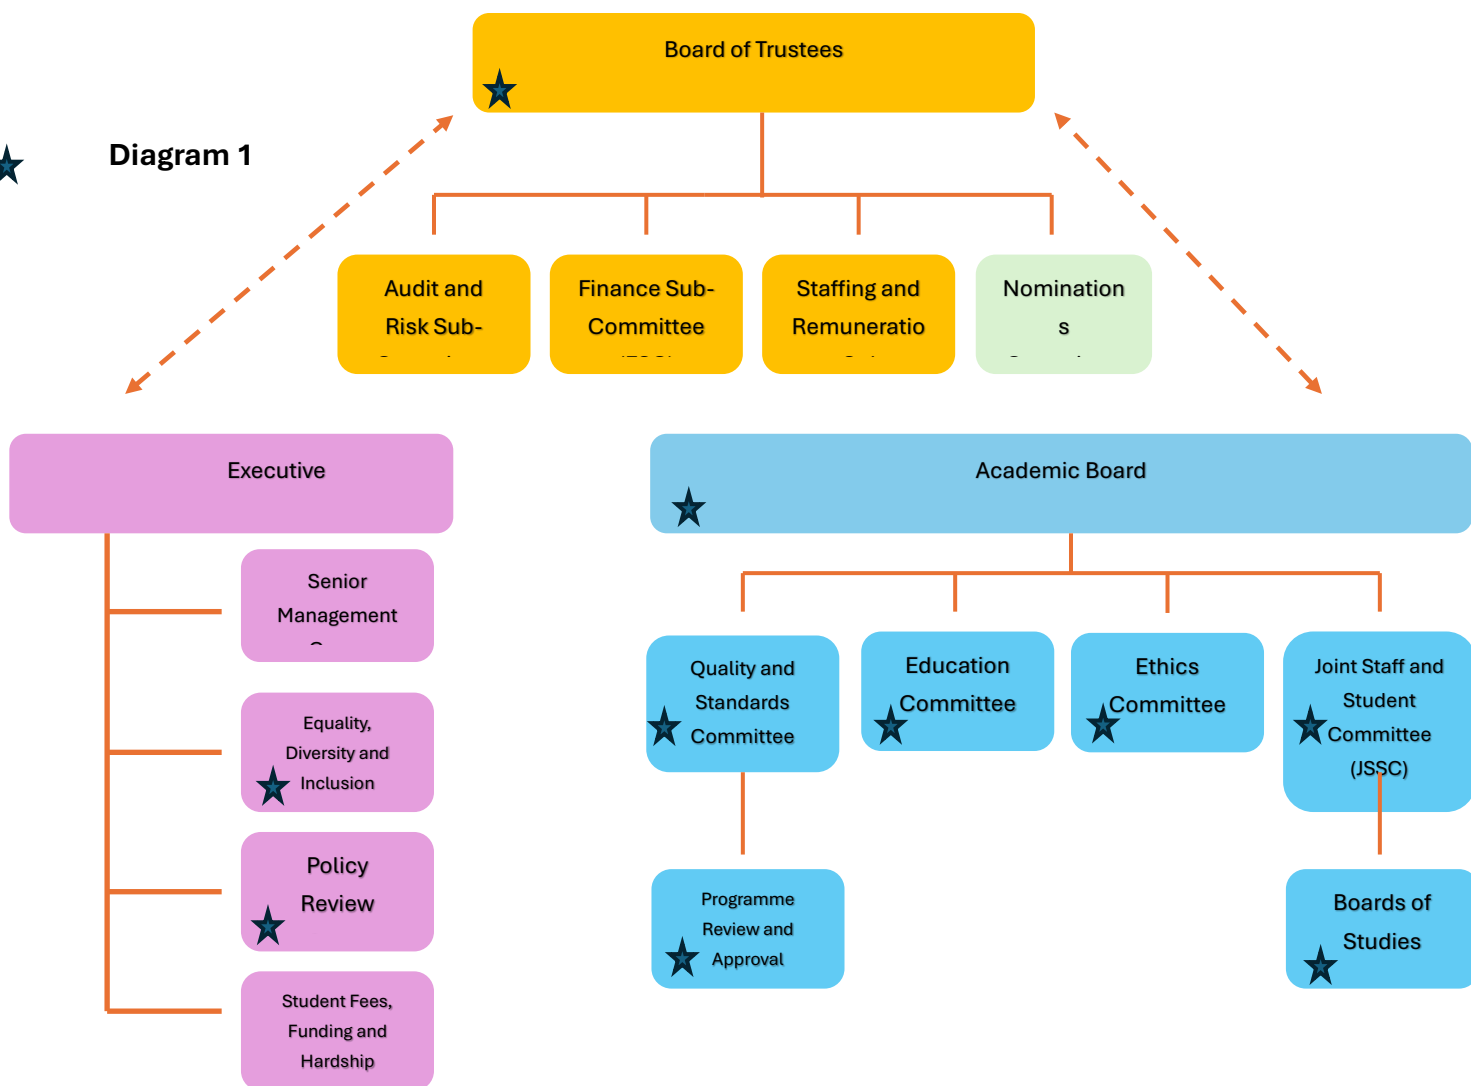 Board of Trustees
Diagram 1
Audit and
Risk Sub-
Finance Sub-
Committee
Staffing and
Remuneratio
Nomination
s
Executive
Academic Board
Senior
Management
Equality,
Diversity and
Inclusion
Policy
Review
Student Fees,
Funding and
Hardship
Quality and
Standards
Committee
Education
Committee
Ethics
Committee
Joint Staff and
Student
Committee
(JSSC)
Programme
Review and
Approval
Boards of
Studies